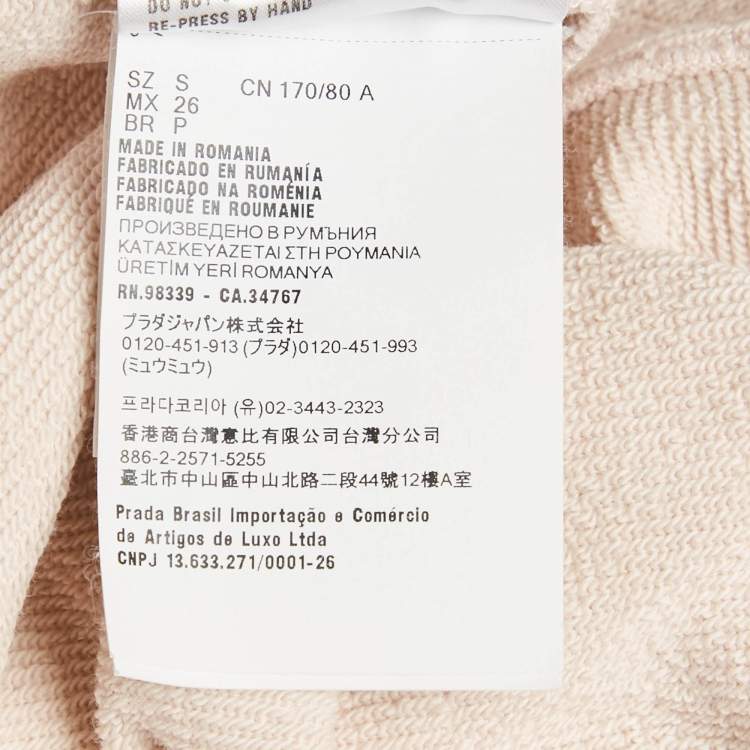 DO NOT
RE-PRESS BY HAND
SZ S CN 170/80 A
MX 26
BR P
MADE IN ROMANIA
FABRICADO EN RUMANÍA
FABRICADO NA ROMÉNIA
FABRIQUÉ EN ROUMANIE
ПРОИЗВЕДЕНО В РУМЪНИЯ
ΚΑΤΑΣΚΕΥΑΖΕΤΑΙ ΣΤΗ ΡΟΥΜΑΝΙΑ
ÜRETİM YERİ ROMANYA
RN.98339 - CA.34767
プラダジャパン株式会社
0120-451-913 (プラダ)0120-451-993
(ミュウミュウ)
프라다코리아 (유)02-3443-2323
香港商台灣意比有限公司台灣分公司
886-2-2571-5255
臺北市中山區中山北路二段44號12樓A室
Prada Brasil Importação e Comércio
de Artigos de Luxo Ltda
CNPJ 13.633.271/0001-26